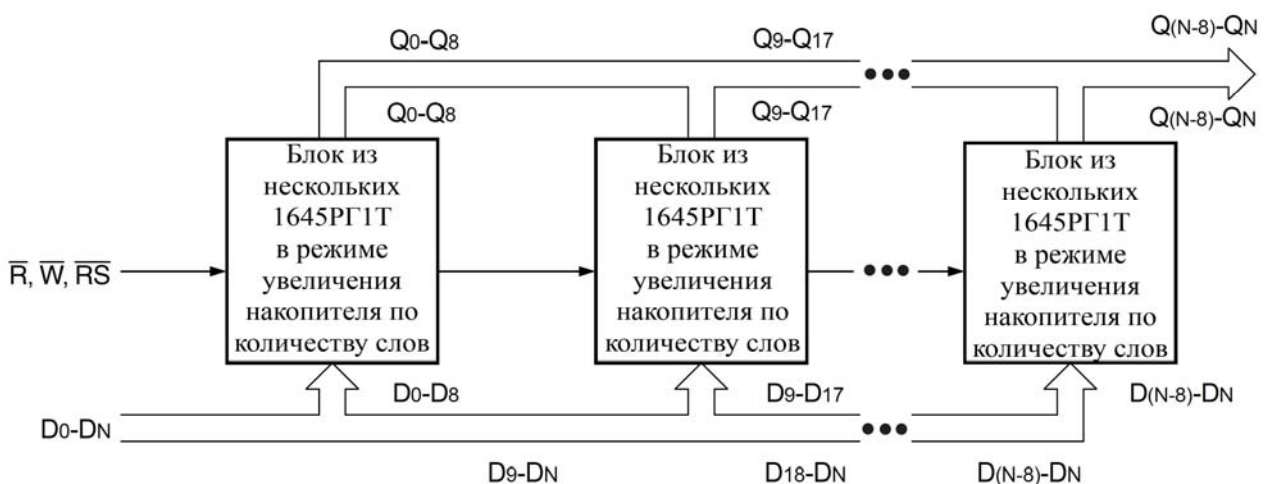 Q0-Q8
Q9-Q17
Q(N-8)-QN
Q0-Q8
Q9-Q17
Q(N-8)-QN
Блок из
нескольких
1645РГ1Т
в режиме
увеличения
накопителя по
количеству слов
Блок из
нескольких
1645РГ1Т
в режиме
увеличения
накопителя по
количеству слов
Блок из
нескольких
1645РГ1Т
в режиме
увеличения
накопителя по
количеству слов
R, W, RS
D0-D8
D9-D17
D(N-8)-DN
D0-DN
D9-DN
D18-DN
D(N-8)-DN